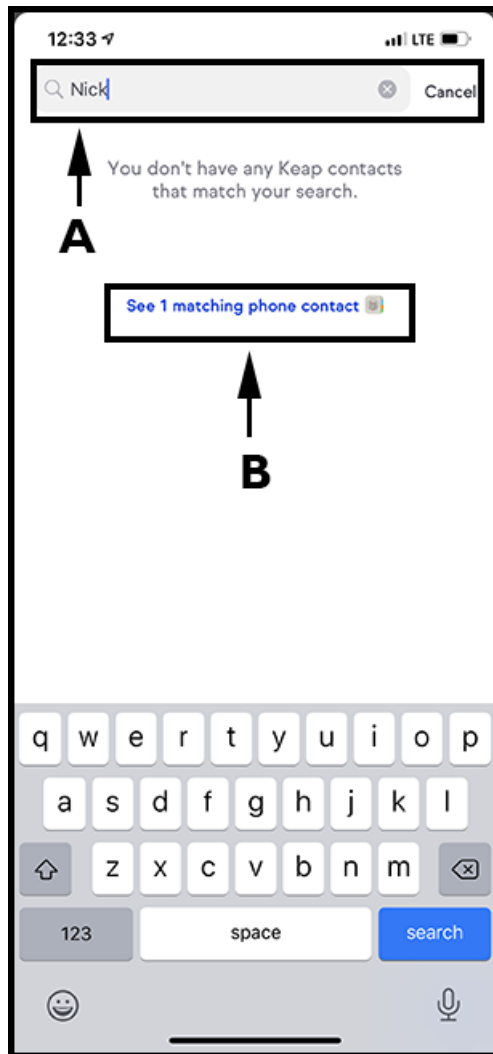 12:33 LTE
Nick Cancel
You don't have any Keap contacts
that match your search.
A
See 1 matching phone contact
B
q w e r t y u i o p
a s d f g h j k l
z x c v b n m
123 space search